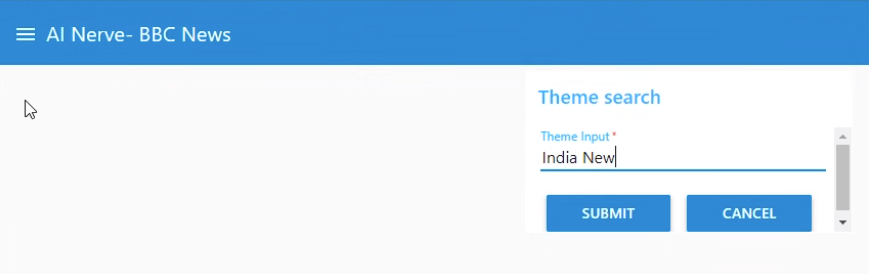 AI Nerve- BBC News
Theme search
Theme Input *
India New
SUBMIT CANCEL